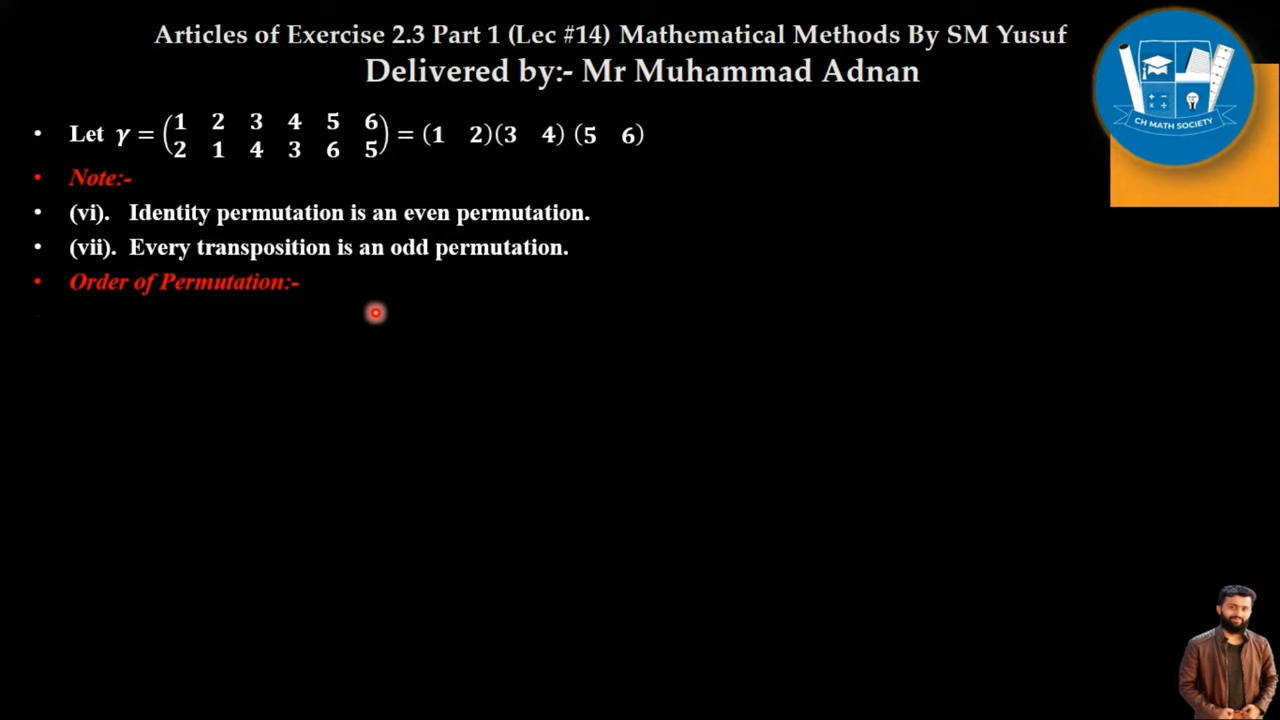 Articles of Exercise 2.3 Part 1 (Lec #14) Mathematical Methods By SM Yusuf
Delivered by:- Mr Muhammad Adnan
CH MATH SOCIETY
• Let γ = (1 2 3 4 5 6
2 1 4 3 6 5) = (1 2)(3 4) (5 6)
• Note:-
• (vi). Identity permutation is an even permutation.
• (vii). Every transposition is an odd permutation.
• Order of Permutation:-